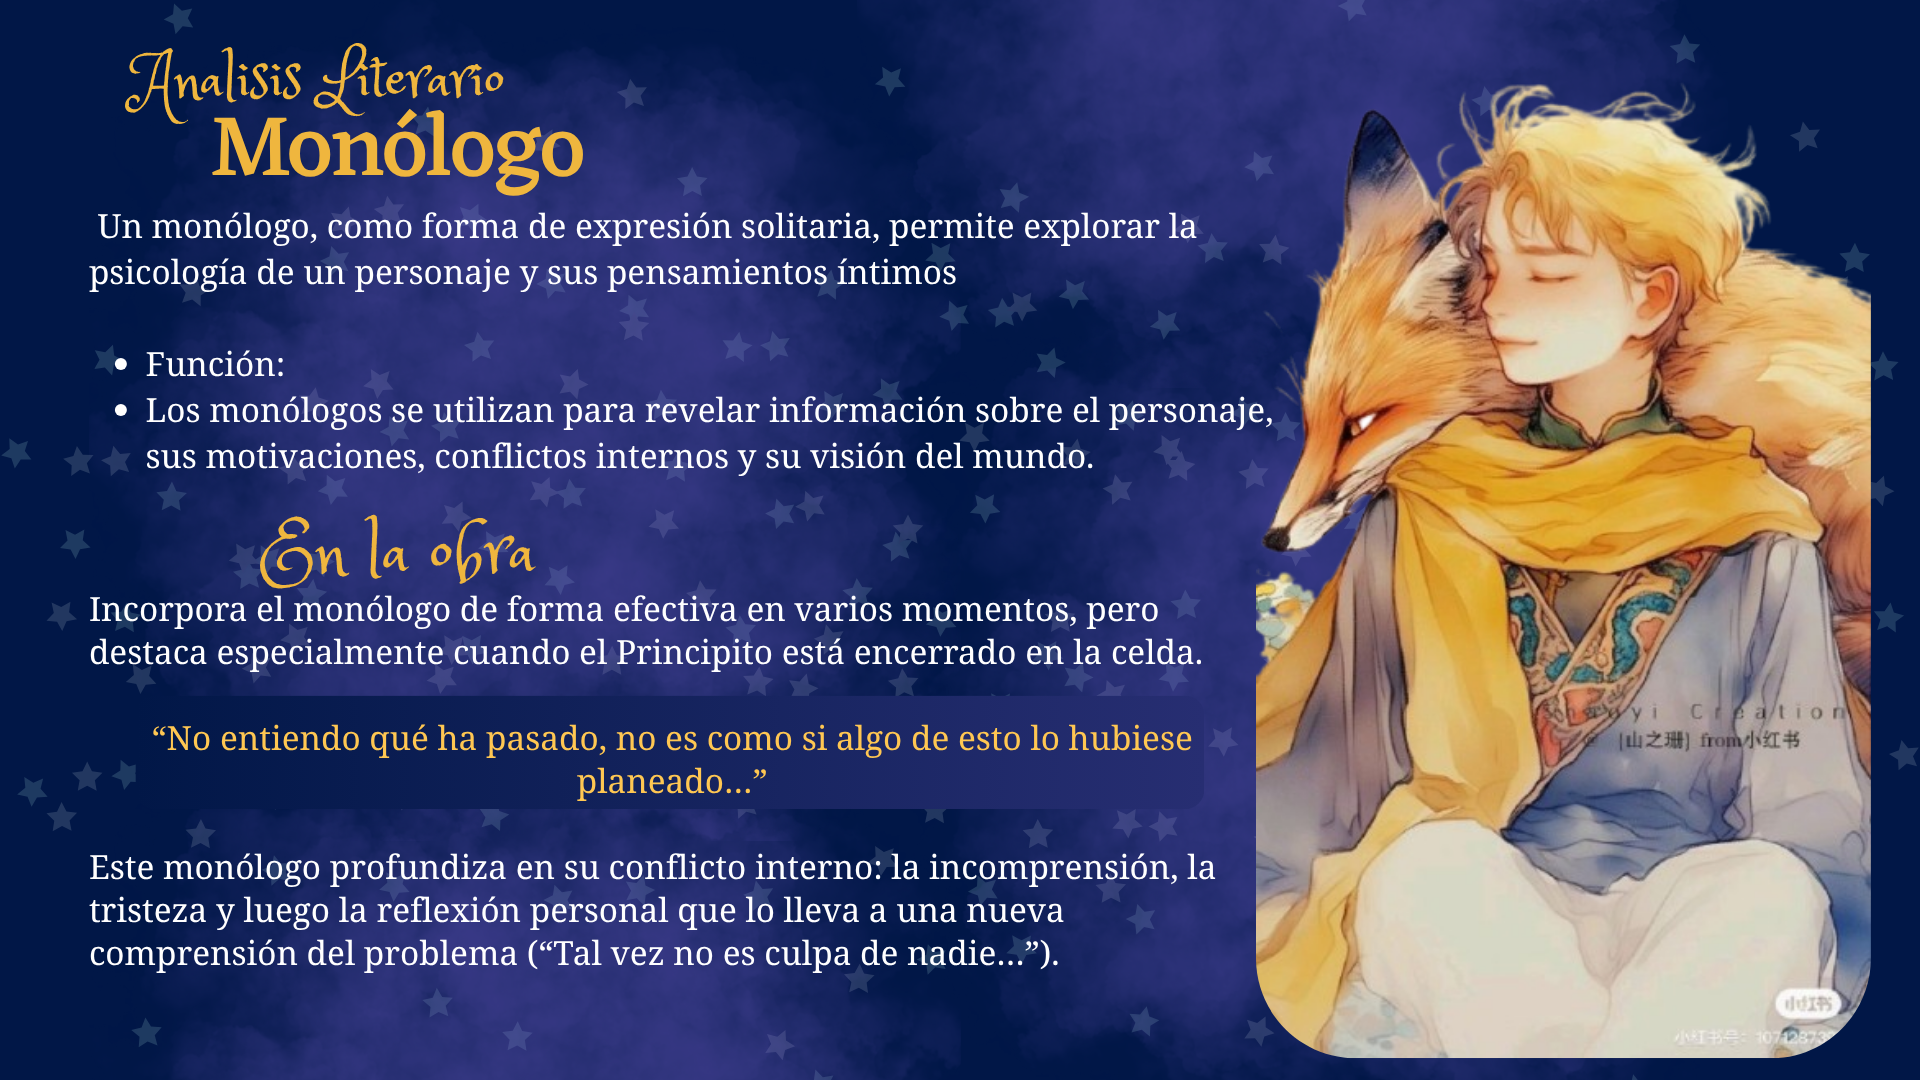 Analisis Literario
Monólogo
Un monólogo, como forma de expresión solitaria, permite explorar la
psicología de un personaje y sus pensamientos íntimos
• Función:
• Los monólogos se utilizan para revelar información sobre el personaje,
sus motivaciones, conflictos internos y su visión del mundo.
En la obra
Incorpora el monólogo de forma efectiva en varios momentos, pero
destaca especialmente cuando el Principito está encerrado en la celda.
“No entiendo qué ha pasado, no es como si algo de esto lo hubiese
planeado...”
Este monólogo profundiza en su conflicto interno: la incomprensión, la
tristeza y luego la reflexión personal que lo lleva a una nueva
comprensión del problema (“Tal vez no es culpa de nadie...”).
Creation
[山之珊] from小红书
小红书
小红书号: